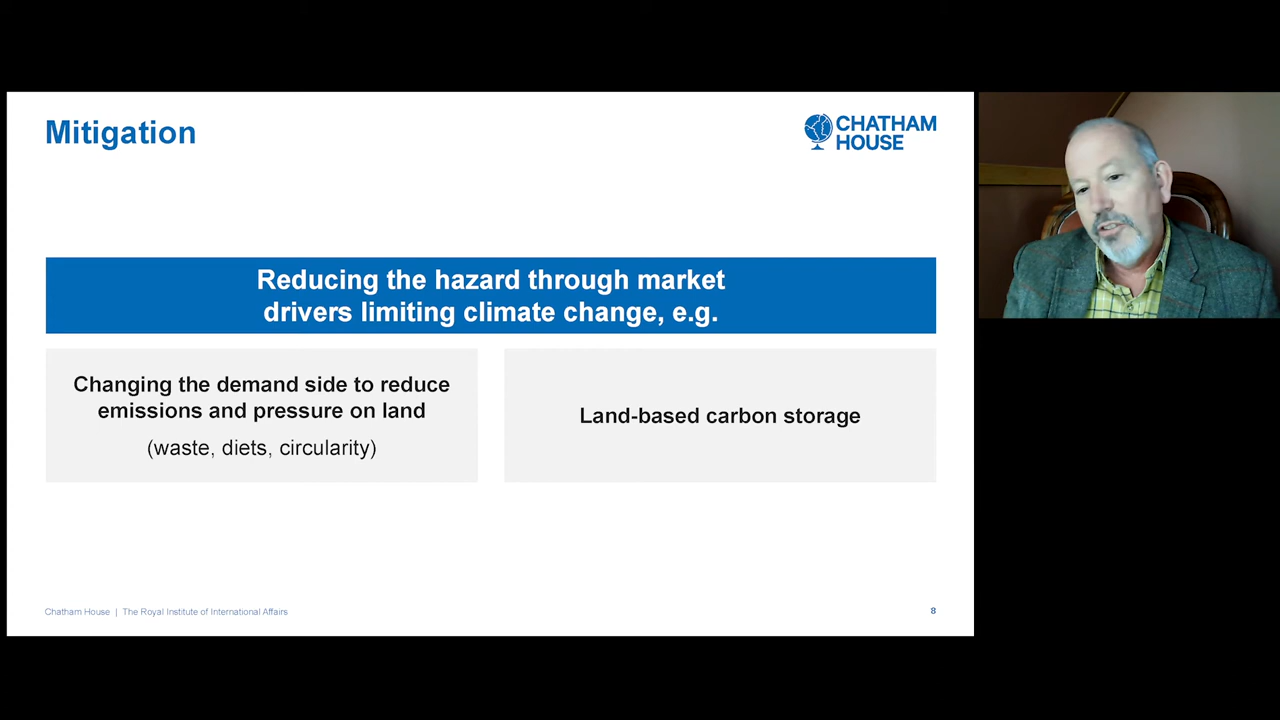 Mitigation
CHATHAM
HOUSE
Reducing the hazard through market
drivers limiting climate change, e.g.
Changing the demand side to reduce
emissions and pressure on land
(waste, diets, circularity)
Land-based carbon storage
Chatham House | The Royal Institute of International Affairs
8